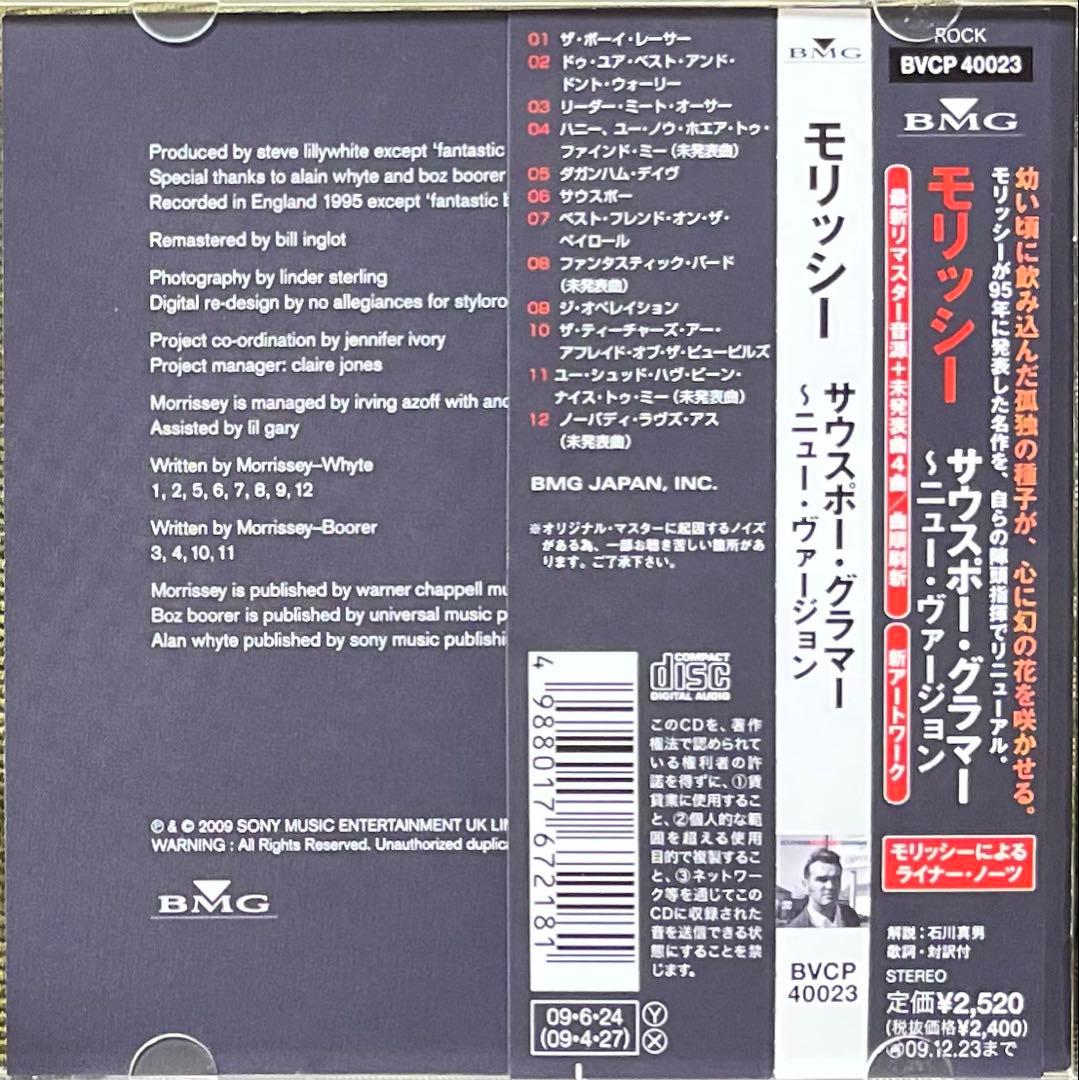 Produced by steve lillywhite except ‘fantastic
Special thanks to alain whyte and boz boorer
Recorded in England 1995 except ‘fantastic
Remastered by bill inglot
Photography by linder sterling
Digital re-design by no allegiances for
Project co-ordination by jennifer ivory
Project manager: claire jones
Morrissey is managed by irving azoff with
Assisted by lil gary
Written by Morrissey–Whyte
1, 2, 5, 6, 7, 8, 9, 12
Written by Morrissey–Boorer
3, 4, 10, 11
Morrissey is published by warner chappell
Boz boorer is published by universal music
Alan whyte published by sony music
℗ & © 2009 SONY MUSIC ENTERTAINMENT UK
WARNING : All Rights Reserved. Unauthorized
BMG
01 ザ・ボーイ・レーサー
02 ドゥ・ユア・ベスト・アンド・
ドント・ウォーリー
03 リーダー・ミート・オーサー
04 ハニー、ユー・ノウ・ホエア・トゥ・
ファインド・ミー（未発表曲）
05 ダガンハム・デイヴ
06 サウスポー
07 ベスト・フレンド・オン・ザ・
ペイロール
08 ファンタスティック・バード
（未発表曲）
09 ジ・オペレイション
10 ザ・ティーチャーズ・アー・
アフレイド・オブ・ザ・ピューピルズ
11 ユー・シュッド・ハヴ・ビーン・
ナイス・トゥ・ミー（未発表曲）
12 ノーバディ・ラヴズ・アス
（未発表曲）
BMG JAPAN, INC.
※オリジナル・マスターに起因するノイズ
がある為、一部お聴き苦しい箇所があ
ります。ご了承下さい。
4 988017 672181
COMPACT
disc
DIGITAL AUDIO
このCDを、著作
権法で認められて
いる権利者の許
諾を得ずに、①賃
貸業に使用するこ
と、②個人的な範
囲を超える使用
目的で複製するこ
と、③ネットワー
ク等を通じてこの
CDに収録された
音を送信できる状
態にすることを禁
じます。
09・6・24
(09・4・27)
Ⓨ
Ⓧ
BMG
モリッシー
サウスポー・グラマー
～ニュー・ヴァージョン
BVCP
40023
ROCK
BVCP 40023
BMG
幼い頃に飲み込んだ孤独の種子が、心に幻の花を咲かせる。
モリッシーが95年に発表した名作を、自らの陣頭指揮でリニューアル。
モリッシー
サウスポー・グラマー
～ニュー・ヴァージョン
最新リマスター音源＋未発表曲4曲／曲順刷新
新アートワーク
モリッシーによる
ライナー・ノーツ
解説：石川真男
歌詞・対訳付
STEREO
定価¥2,520
(税抜価格¥2,400)
09.12.23まで